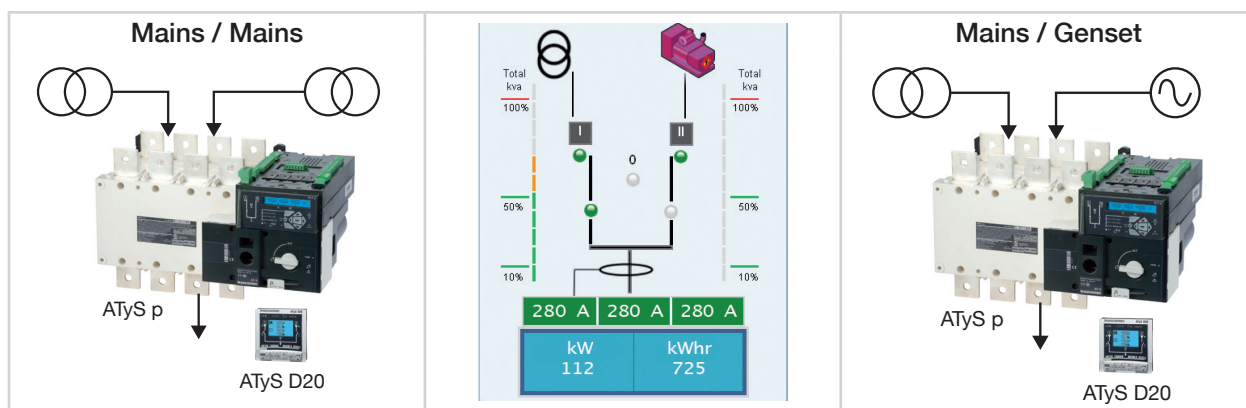 Mains / Mains
ATyS p
ATyS D20
Total
kva
100%
50%
10%
I
II
0
Total
kva
100%
50%
10%
280 A 280 A 280 A
kW kWhr
112 725
Mains / Genset
ATyS p
ATyS D20